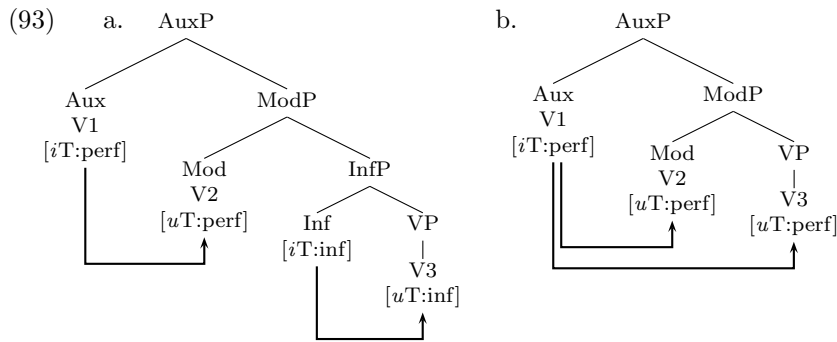 (93) a. AuxP b. AuxP
Aux ModP Aux ModP
V1 V1
[iT:perf] Mod InfP [iT:perf] Mod VP
V2 V2 V3
[uT:perf] Inf VP [uT:perf] [uT:perf]
[iT:inf] V3
[uT:inf]